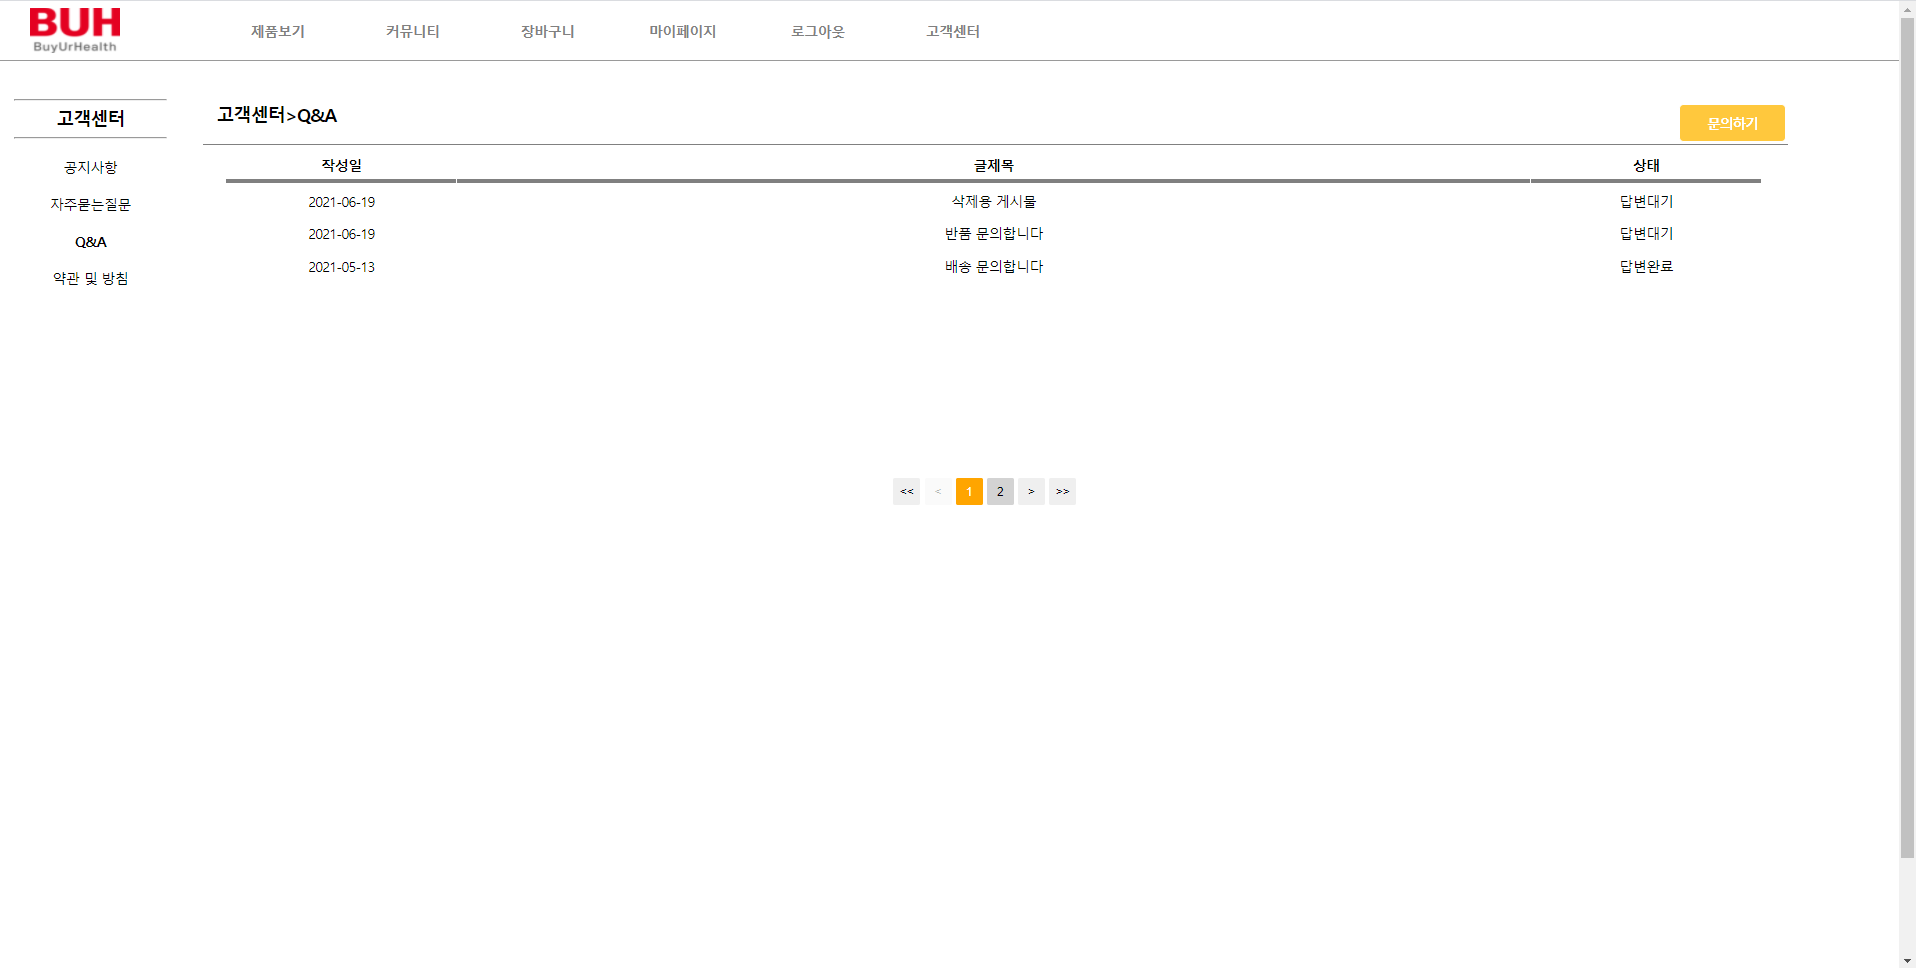 BUH
BuyUrHealth
제품보기 커뮤니티 장바구니 마이페이지 로그아웃 고객센터
고객센터
공지사항
자주묻는질문
Q&A
약관 및 방침
고객센터>Q&A
문의하기
작성일 글제목 상태
2021-06-19 삭제용 게시물 답변대기
2021-06-19 반품 문의합니다 답변대기
2021-05-13 배송 문의합니다 답변완료
<< < 1 2 > >>